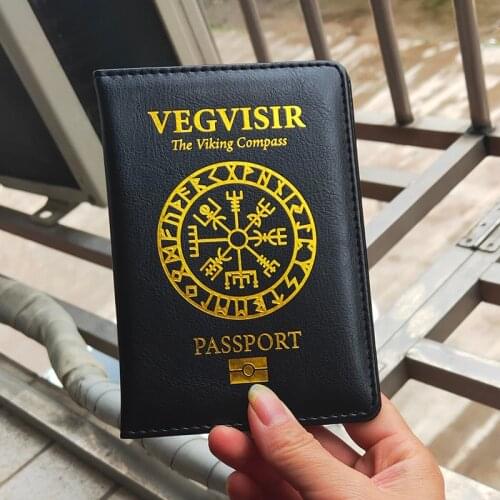 VEGVISIR
The Viking Compass
PASSPORT